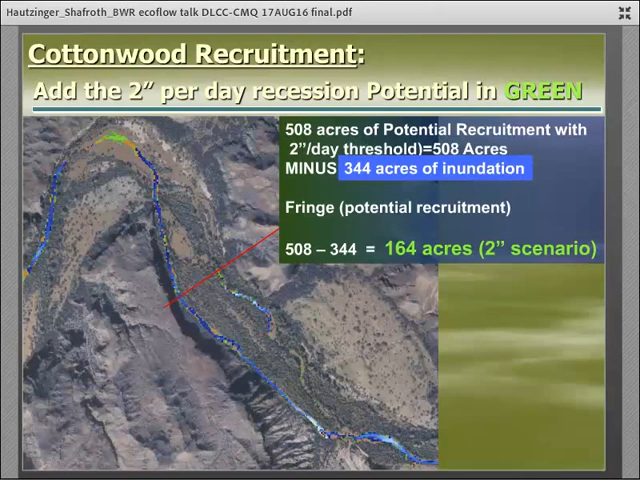 Hautzinger_Shafroth_BWR ecoflow talk DLCC-CMQ 17AUG16 final.pdf
Cottonwood Recruitment:
Add the 2” per day recession Potential in GREEN
508 acres of Potential Recruitment with
2”/day threshold)=508 Acres
MINUS 344 acres of inundation
Fringe (potential recruitment)
508 – 344 = 164 acres (2” scenario)